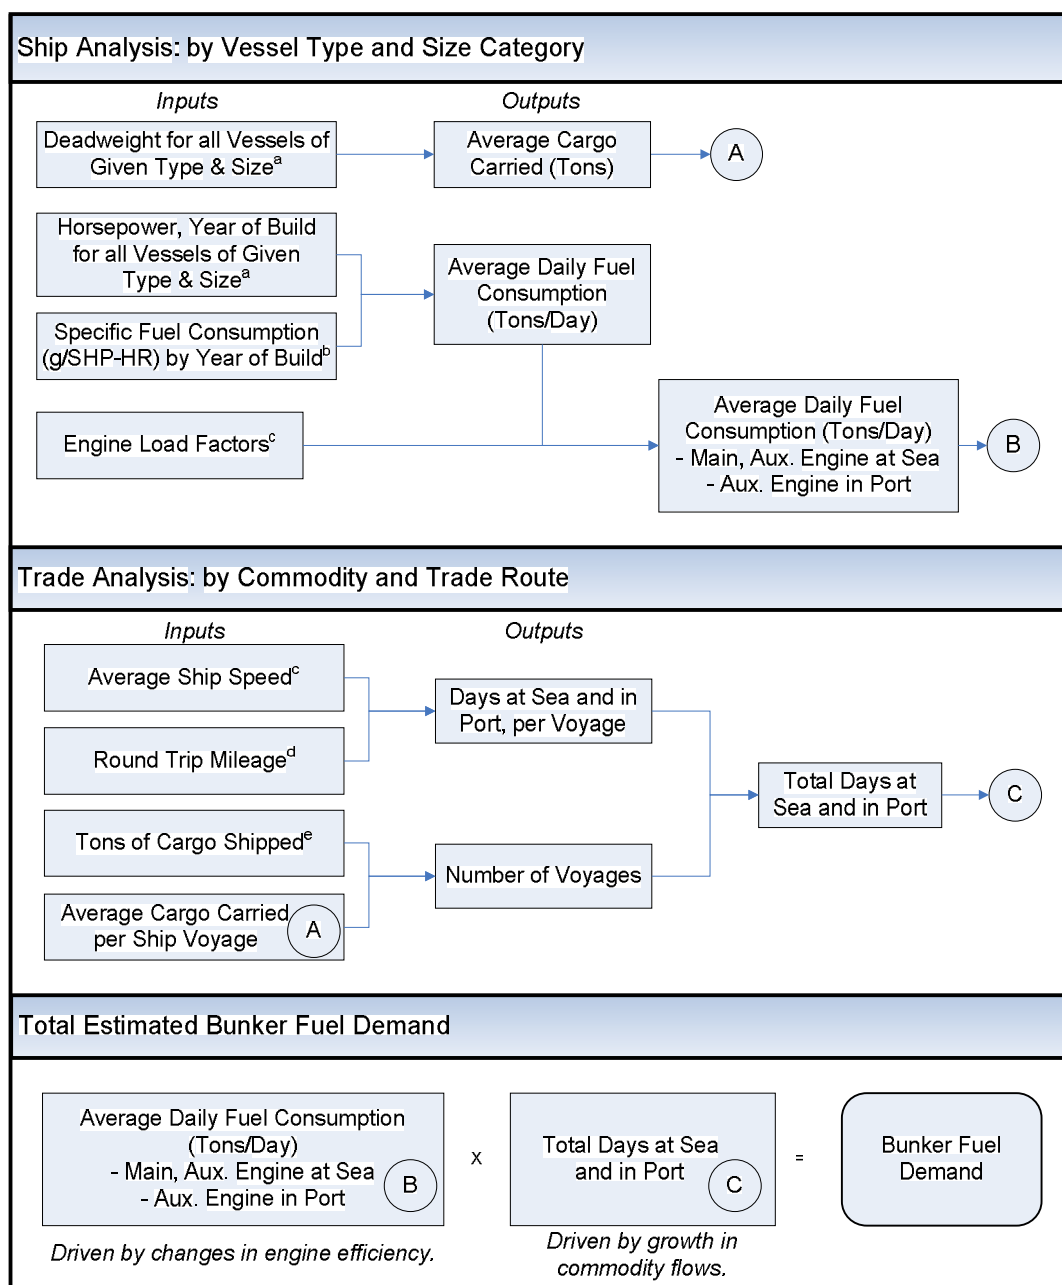 Ship Analysis: by Vessel Type and Size Category
Inputs
Outputs
Deadweight for all Vessels of
Given Type & Sizeᵃ
Average Cargo
Carried (Tons)
A
Horsepower, Year of Build
for all Vessels of Given
Type & Sizeᵃ
Average Daily Fuel
Consumption
(Tons/Day)
Specific Fuel Consumption
(g/SHP-HR) by Year of Buildᵇ
Engine Load Factorsᶜ
Average Daily Fuel
Consumption (Tons/Day)
- Main, Aux. Engine at Sea
- Aux. Engine in Port
B
Trade Analysis: by Commodity and Trade Route
Inputs
Outputs
Average Ship Speedᶜ
Round Trip Mileageᵈ
Days at Sea and in
Port, per Voyage
Tons of Cargo Shippedᵉ
Average Cargo Carried
per Ship Voyage
A
Number of Voyages
Total Days at
Sea and in Port
C
Total Estimated Bunker Fuel Demand
Average Daily Fuel Consumption
(Tons/Day)
- Main, Aux. Engine at Sea
- Aux. Engine in Port
B
x
Total Days at Sea
and in Port
C
=
Bunker Fuel
Demand
Driven by changes in engine efficiency.
Driven by growth in
commodity flows.